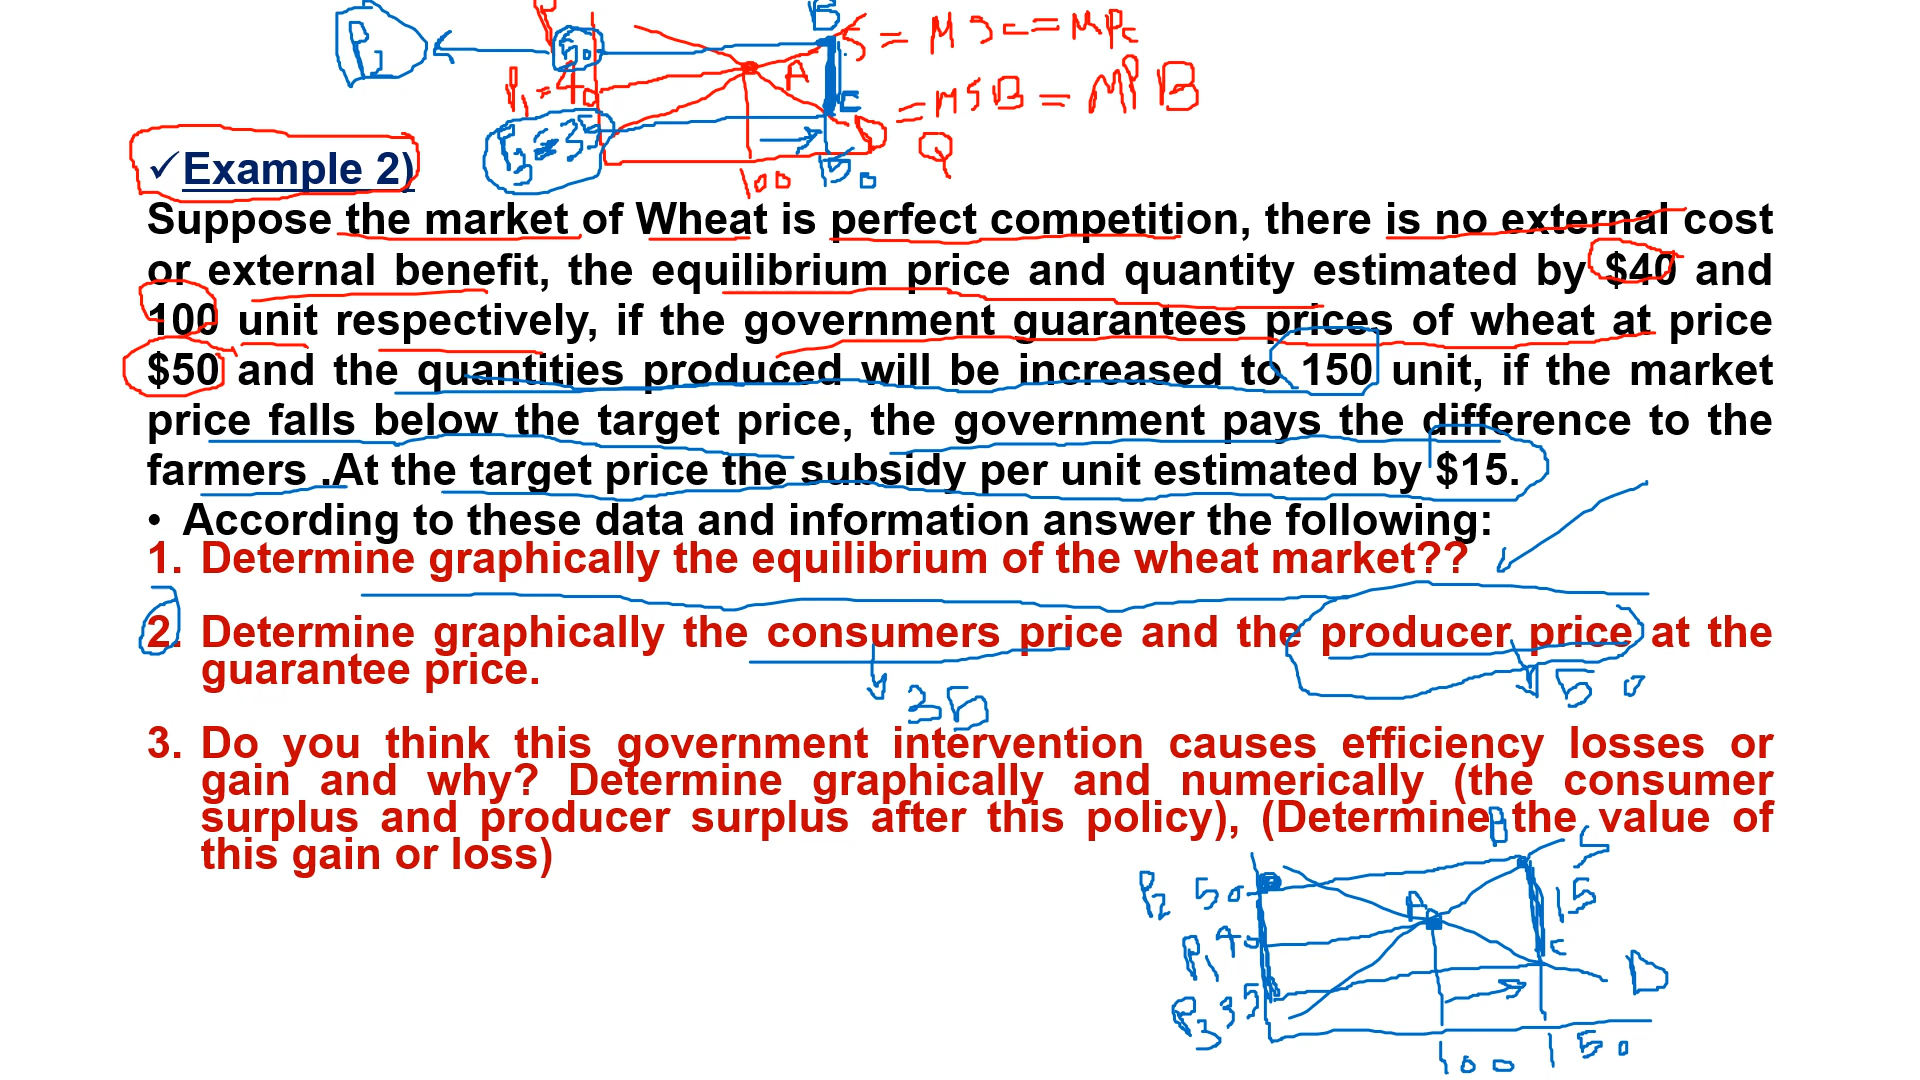 P2 50 B S = MSC = MPC
P1 = 40 A
C = MSB = MPB
P3 = 35 D Q
100 150
✓Example 2)
Suppose the market of Wheat is perfect competition, there is no external cost
or external benefit, the equilibrium price and quantity estimated by $40 and
100 unit respectively, if the government guarantees prices of wheat at price
$50 and the quantities produced will be increased to 150 unit, if the market
price falls below the target price, the government pays the difference to the
farmers .At the target price the subsidy per unit estimated by $15.
• According to these data and information answer the following:
1. Determine graphically the equilibrium of the wheat market??
2. Determine graphically the consumers price and the producer price at the
guarantee price.
35 50
3. Do you think this government intervention causes efficiency losses or
gain and why? Determine graphically and numerically (the consumer
surplus and producer surplus after this policy), (Determine the value of
this gain or loss)
B S
P2 50 A 15
P1 40 C
P3 35 D
100 150